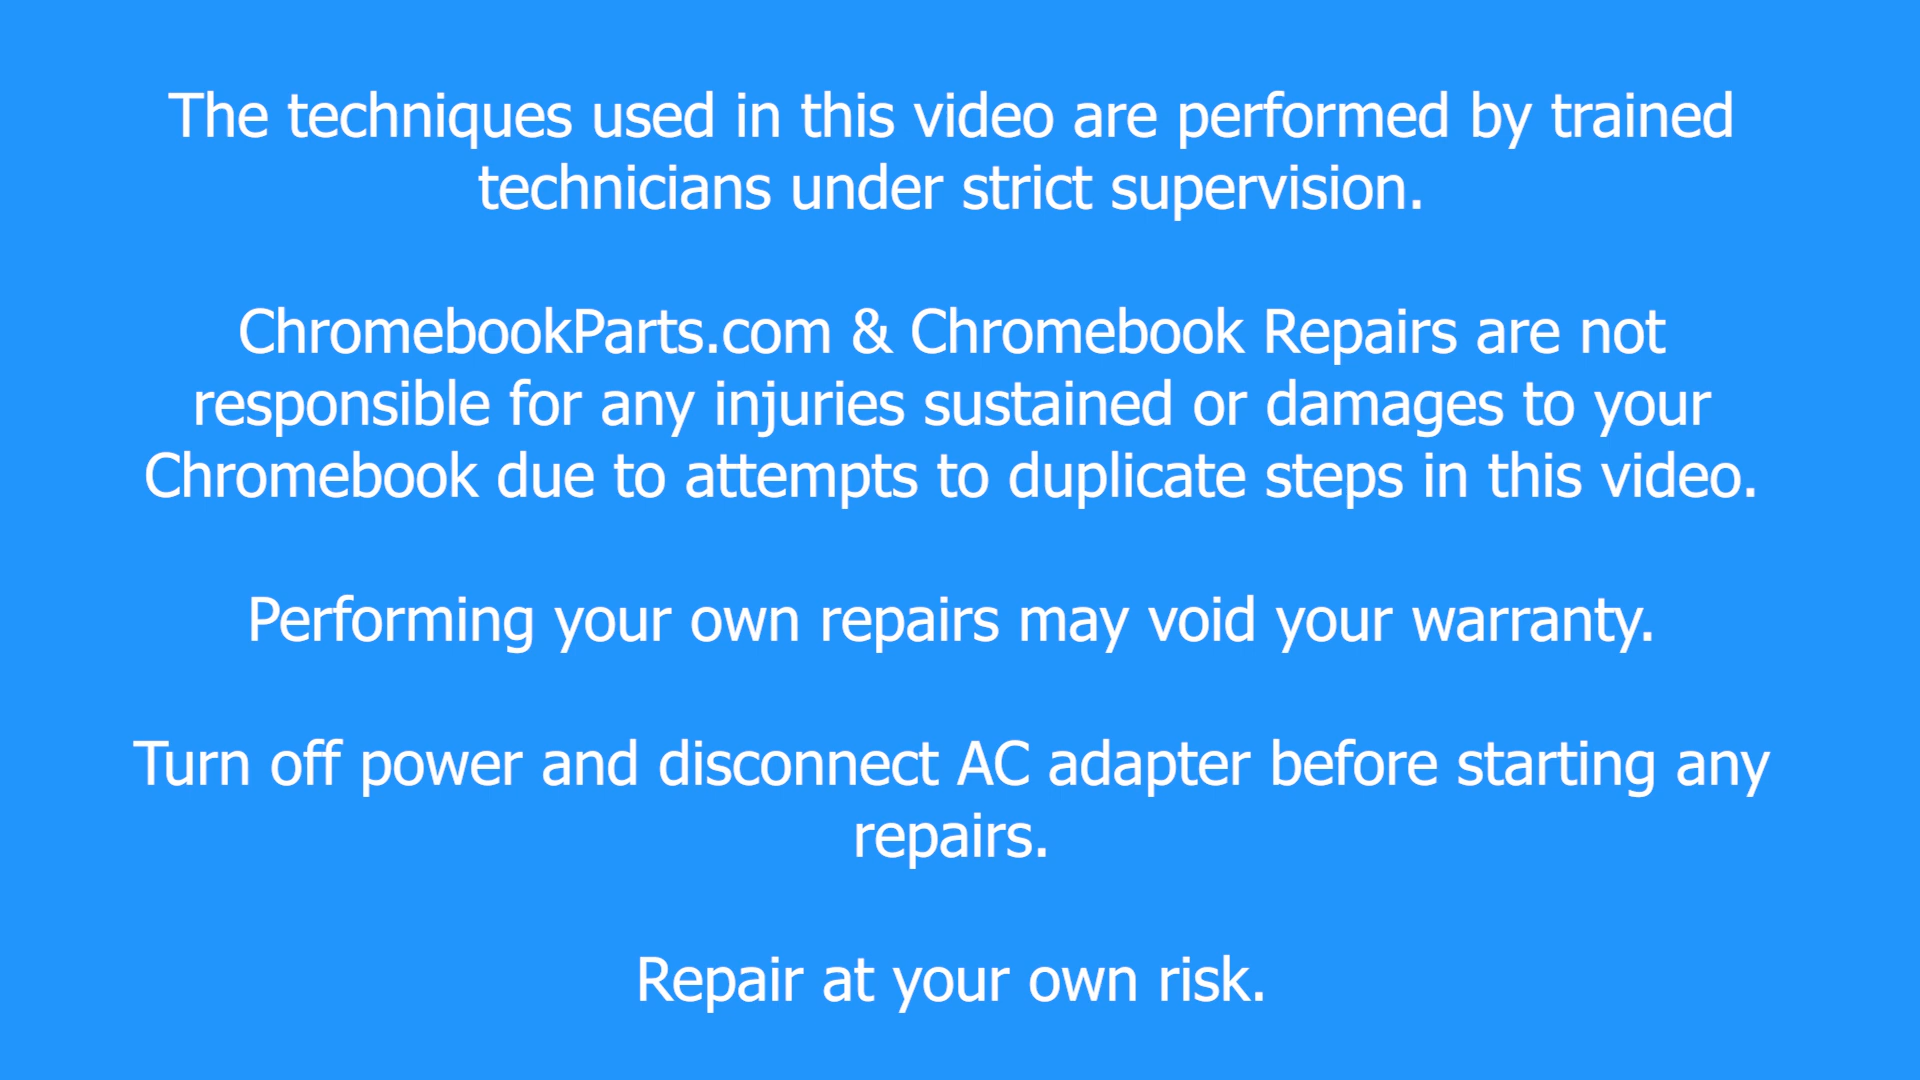 The techniques used in this video are performed by trained
technicians under strict supervision.
ChromebookParts.com & Chromebook Repairs are not
responsible for any injuries sustained or damages to your
Chromebook due to attempts to duplicate steps in this video.
Performing your own repairs may void your warranty.
Turn off power and disconnect AC adapter before starting any
repairs.
Repair at your own risk.